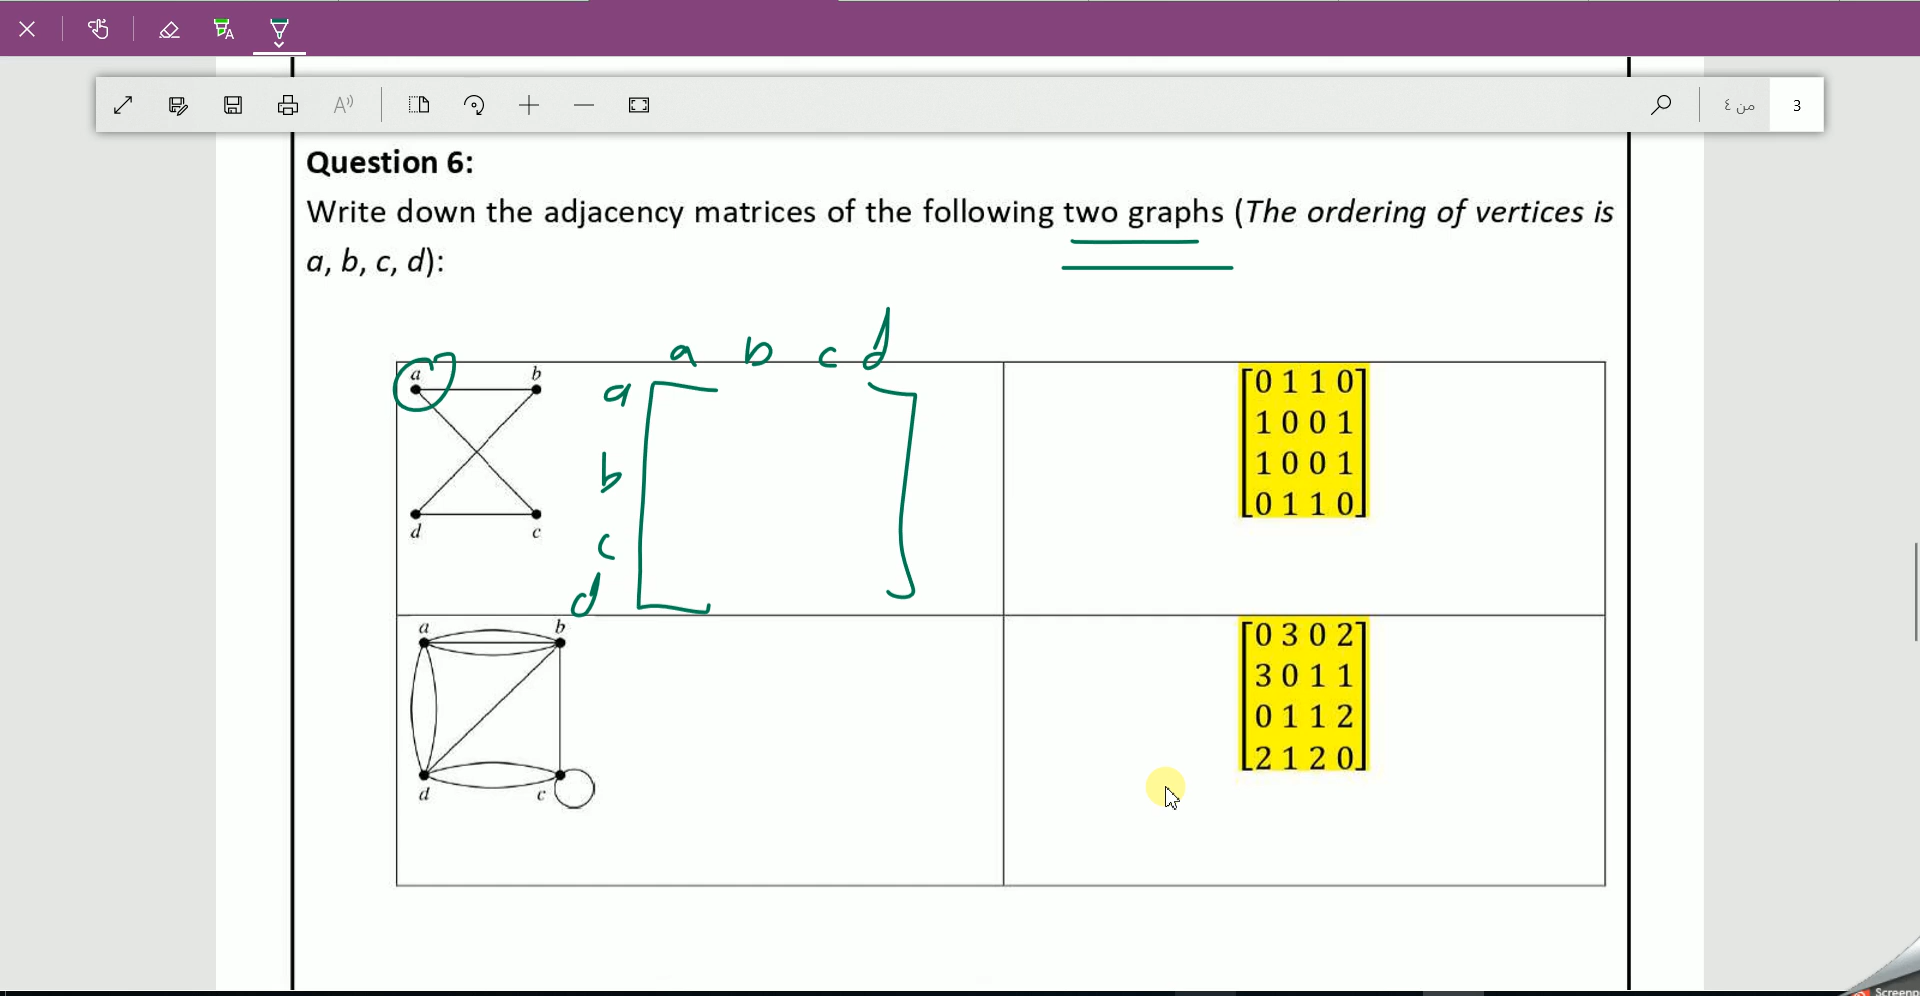 من ٤
3
Question 6:
Write down the adjacency matrices of the following two graphs (The ordering of vertices is
a, b, c, d):
a b c d
a
b
c
d
a b
d c
[0 1 1 0]
1 0 0 1
1 0 0 1
[0 1 1 0]
a b
d c
[0 3 0 2]
3 0 1 1
0 1 1 2
[2 1 2 0]